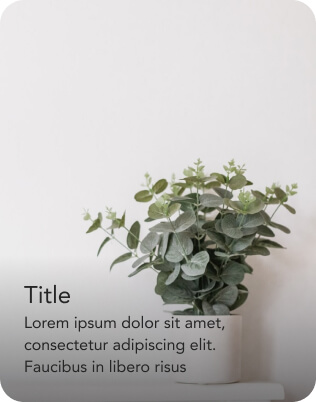 Title
Lorem ipsum dolor sit amet,
consectetur adipiscing elit.
Faucibus in libero risus